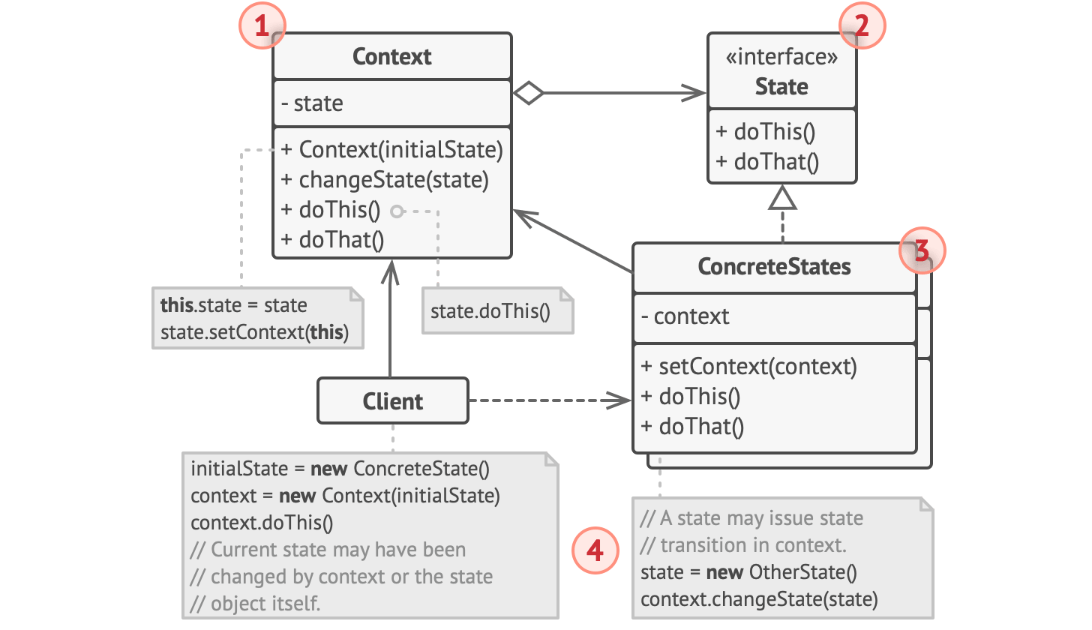 1
Context
- state
+ Context(initialState)
+ changeState(state)
+ doThis()
+ doThat()
2
«interface»
State
+ doThis()
+ doThat()
3
ConcreteStates
- context
+ setContext(context)
+ doThis()
+ doThat()
this.state = state
state.setContext(this)
state.doThis()
Client
initialState = new ConcreteState()
context = new Context(initialState)
context.doThis()
// Current state may have been
// changed by context or the state
// object itself.
4
// A state may issue state
// transition in context.
state = new OtherState()
context.changeState(state)